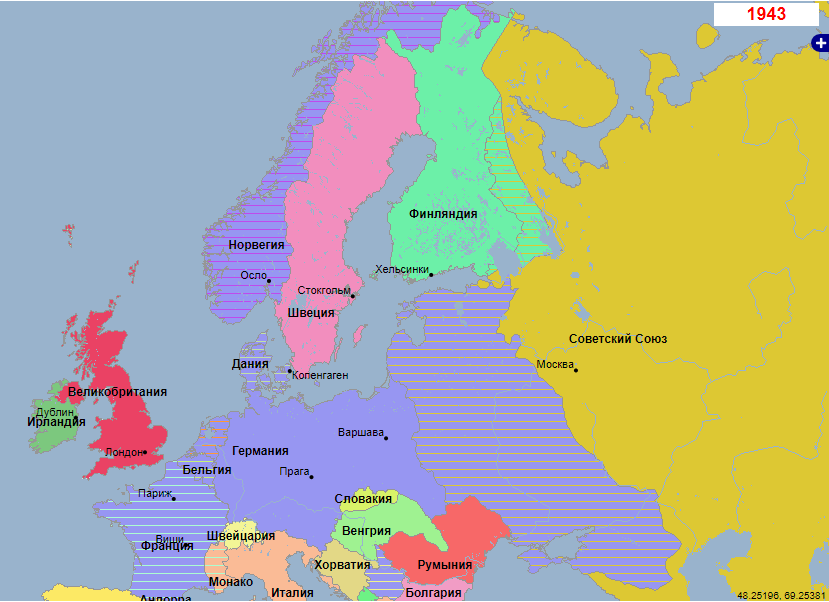 1943
+
Финляндия
Норвегия
Хельсинки
Осло
Стокгольм
Швеция
Советский Союз
Дания
Москва
Копенгаген
Великобритания
Дублин
Ирландия
Варшава
Лондон
Германия
Бельгия
Прага
Париж
Словакия
Венгрия
Швейцария
Виши
Франция
Хорватия
Румыния
Монако
Италия
Болгария
Андорра
48.25196, 69.25381